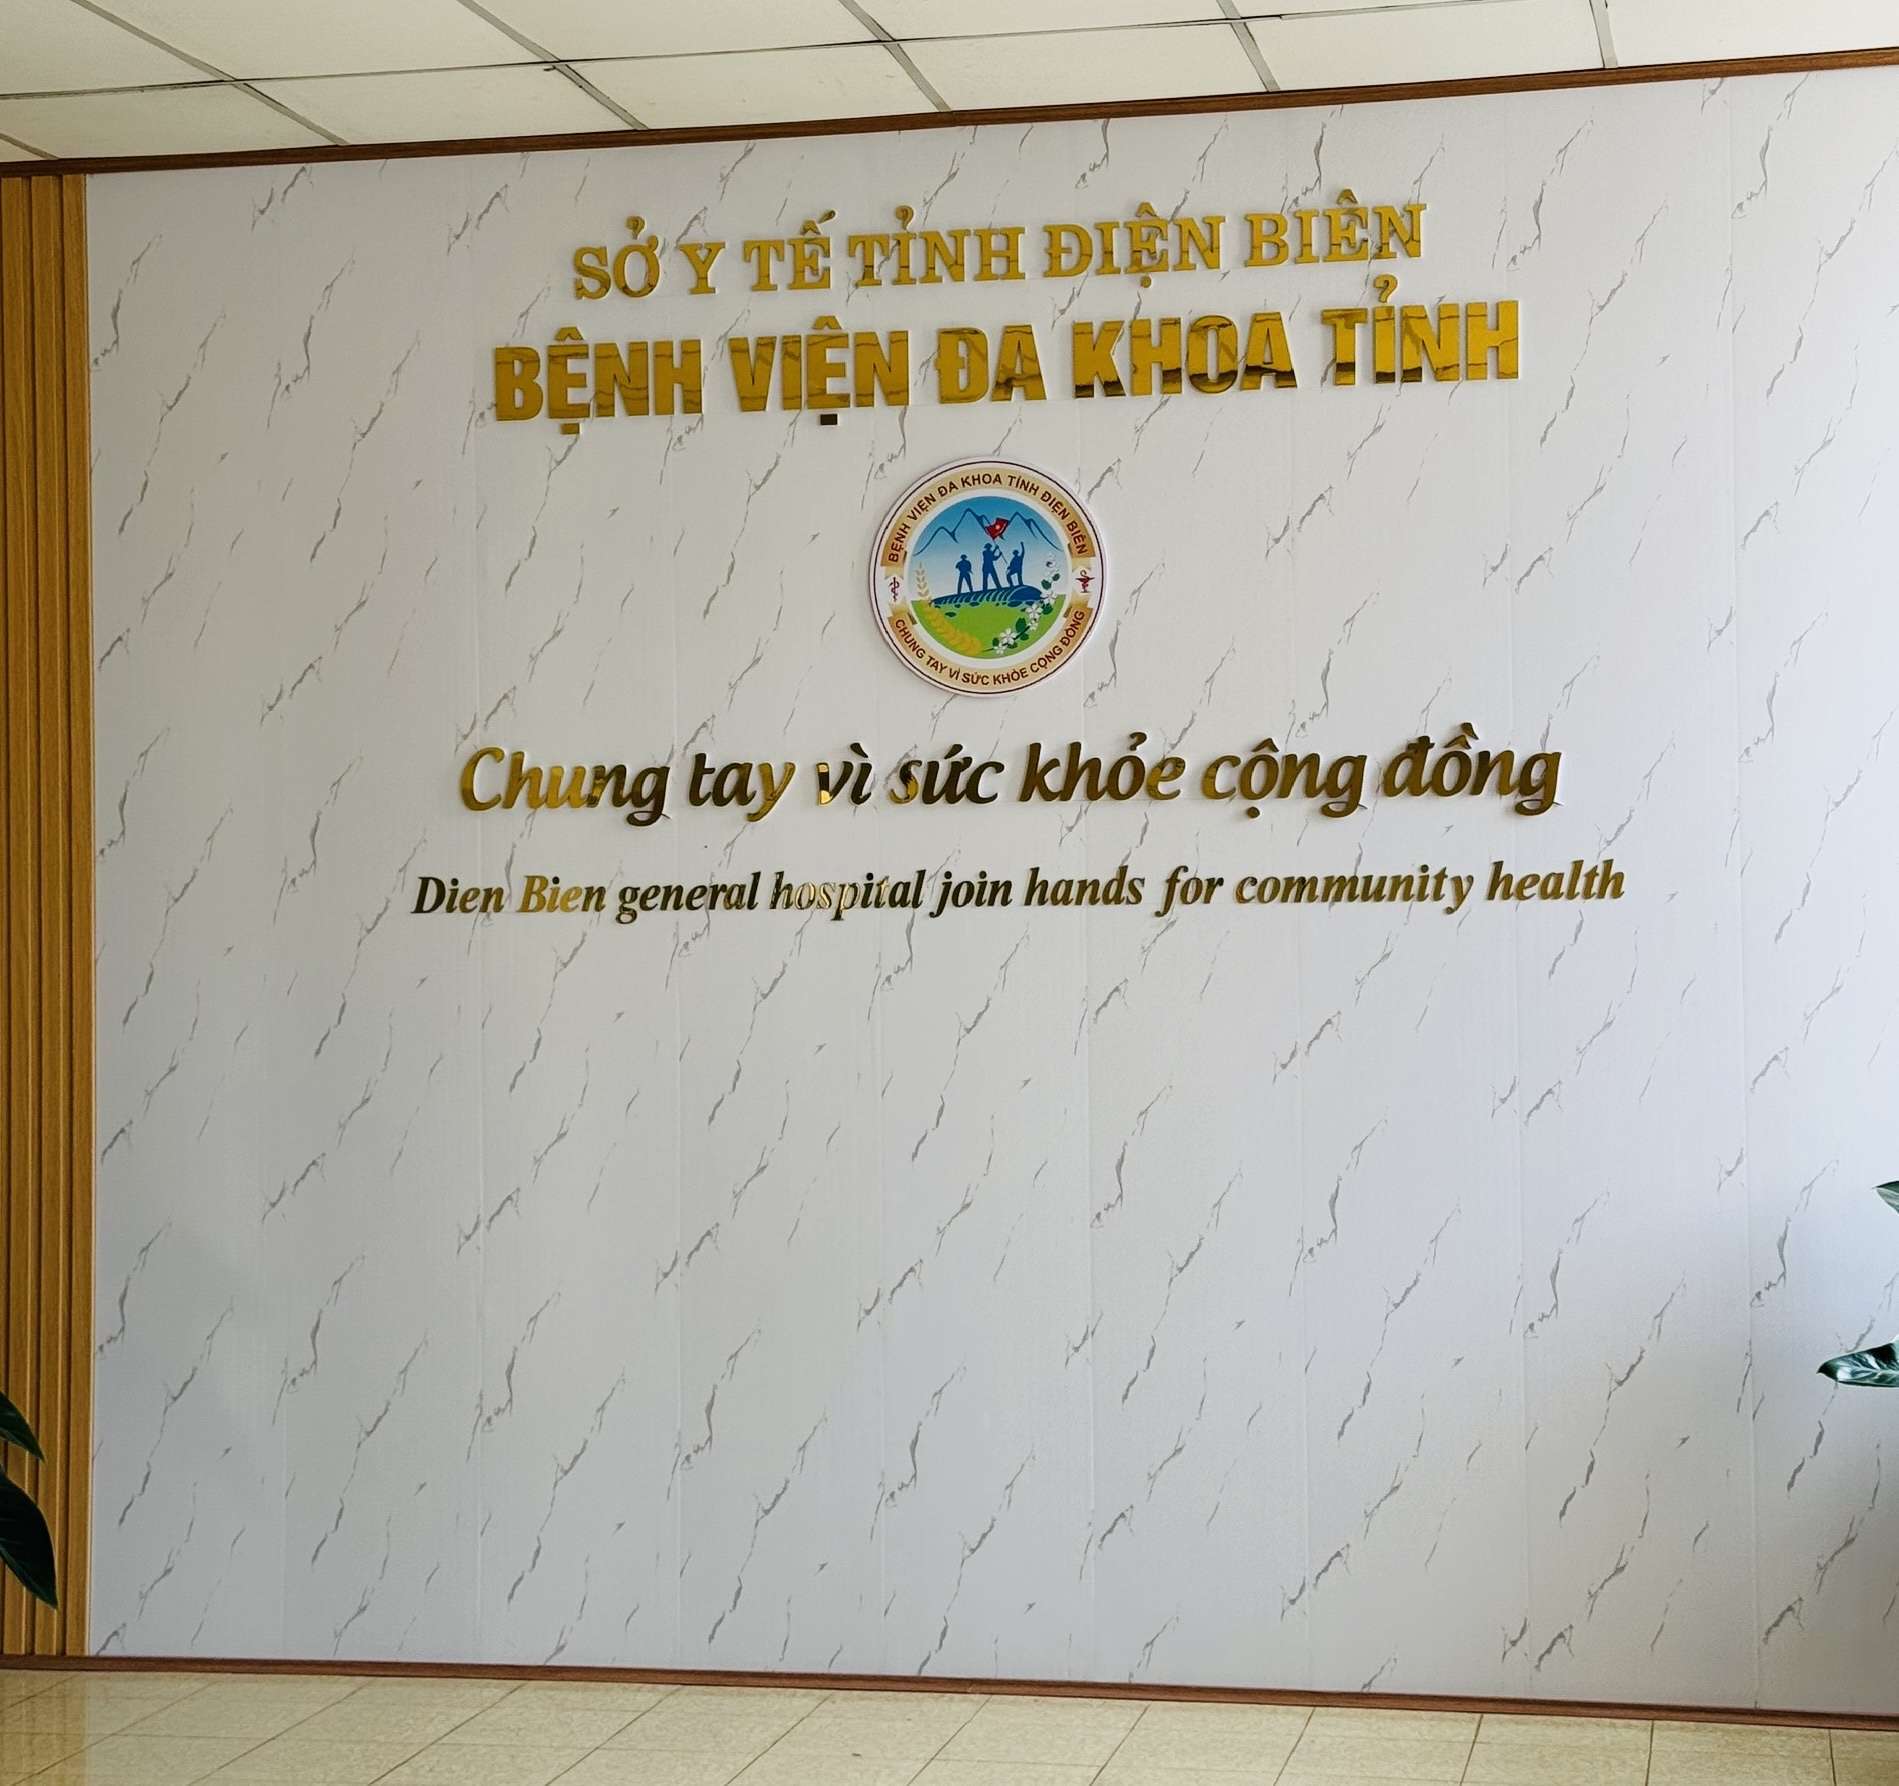 SỞ Y TẾ TỈNH ĐIỆN BIÊN
BỆNH VIỆN ĐA KHOA TỈNH
BỆNH VIỆN ĐA KHOA TỈNH ĐIỆN BIÊN
CHUNG TAY VÌ SỨC KHỎE CỘNG ĐỒNG
Chung tay vì sức khỏe cộng đồng
Dien Bien general hospital join hands for community health